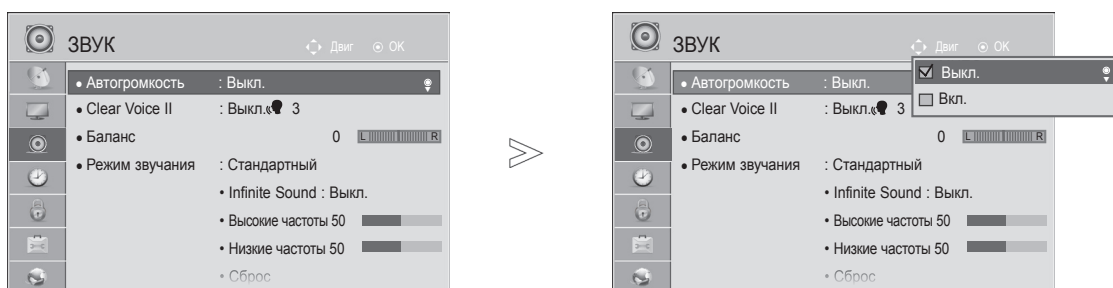 ЗВУК
Двиг OK
• Автогромкость : Выкл.
• Clear Voice II : Выкл. 3
• Баланс 0 L R
• Режим звучания : Стандартный
• Infinite Sound : Выкл.
• Высокие частоты 50
• Низкие частоты 50
• Сброс
ЗВУК
Двиг OK
• Автогромкость : Выкл.
Выкл.
Вкл.
• Clear Voice II : Выкл. 3
• Баланс 0 L R
• Режим звучания : Стандартный
• Infinite Sound : Выкл.
• Высокие частоты 50
• Низкие частоты 50
• Сброс